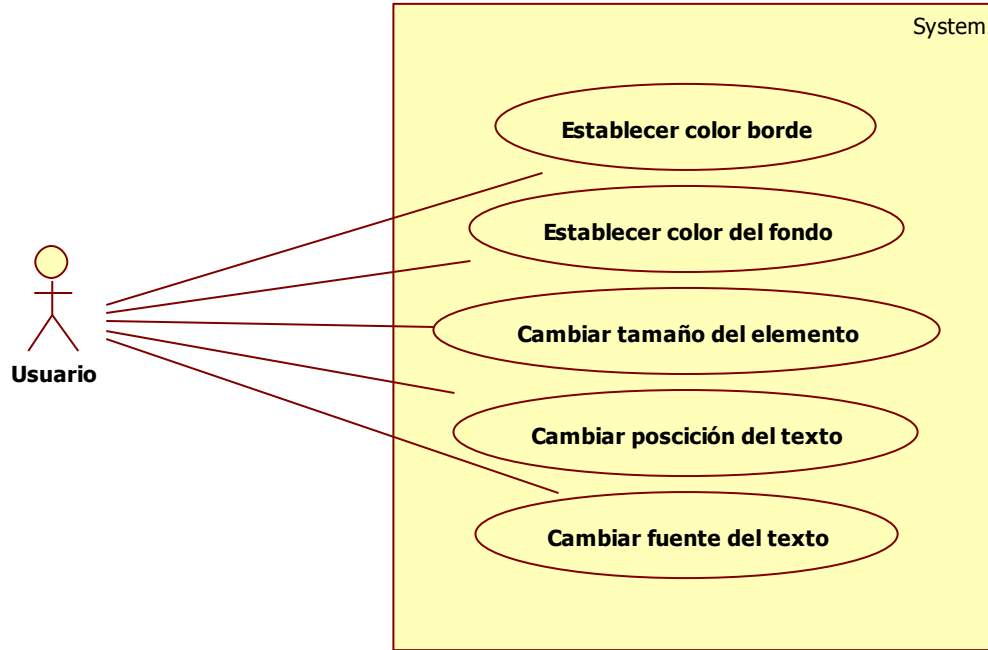 System
Establecer color borde
Establecer color del fondo
Cambiar tamaño del elemento
Usuario
Cambiar poscición del texto
Cambiar fuente del texto